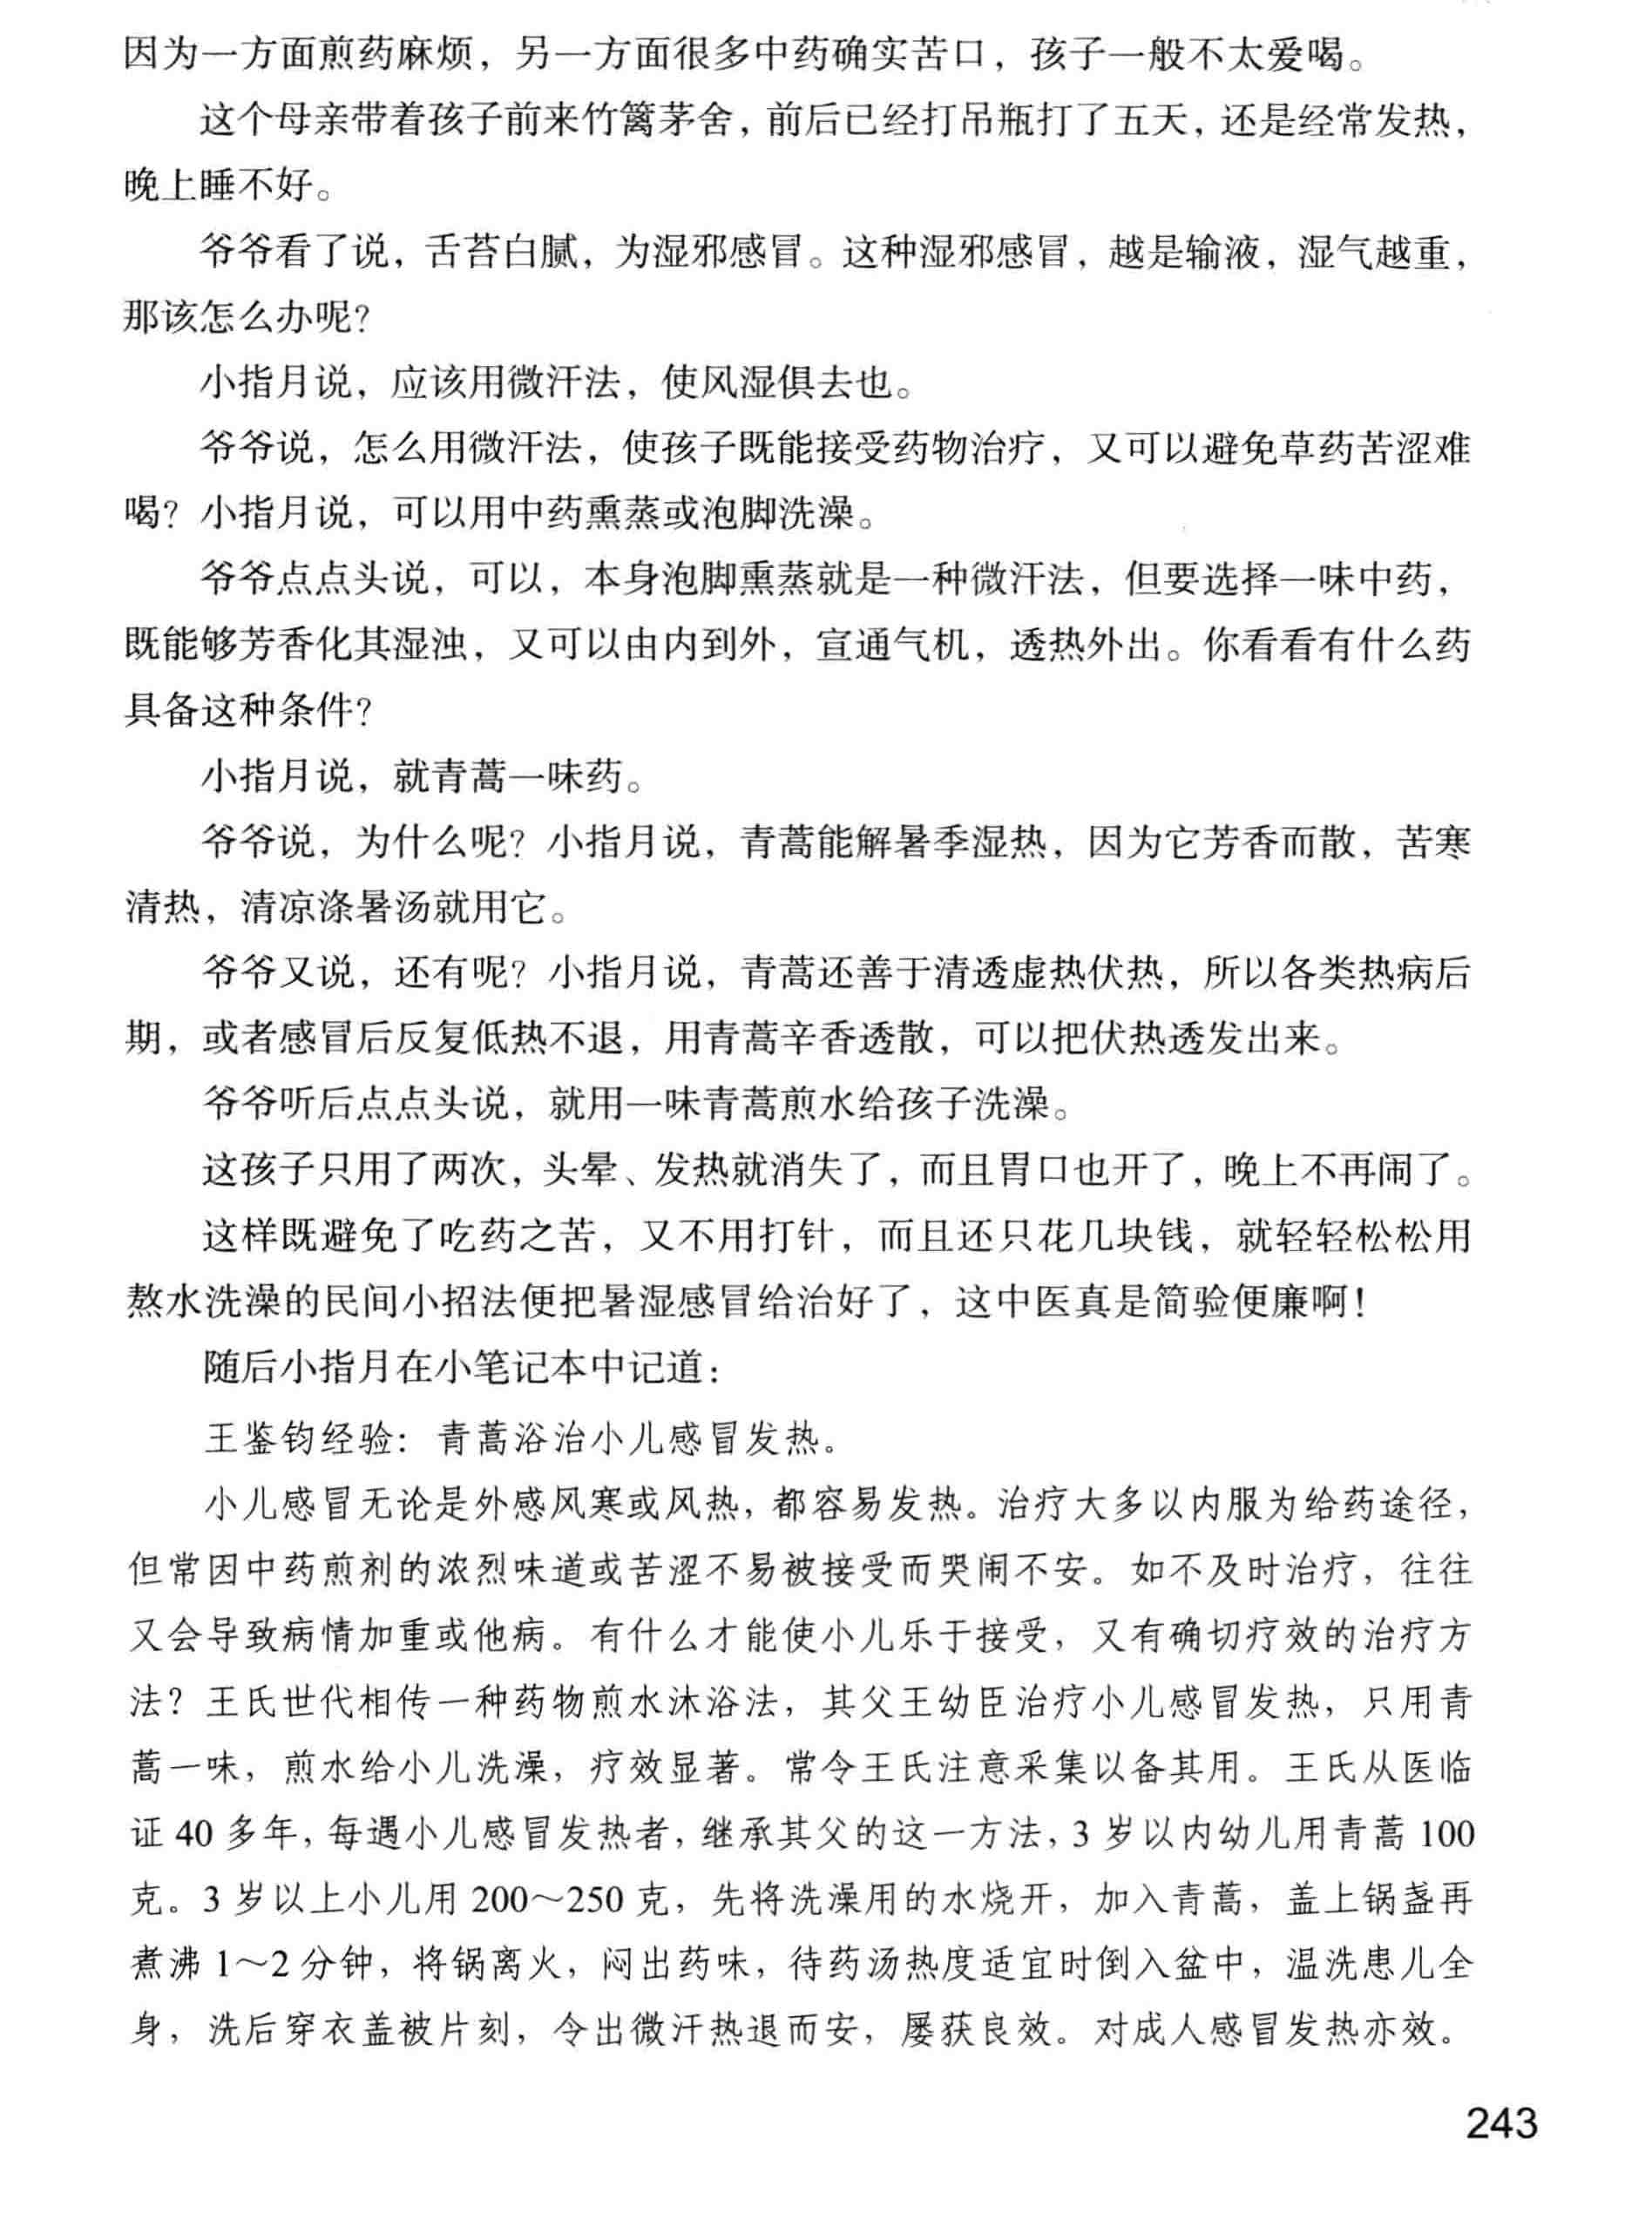 因为一方面煎药麻烦，另一方面很多中药确实苦口，孩子一般不太爱喝。
这个母亲带着孩子前来竹篱茅舍，前后已经打吊瓶打了五天，还是经常发热，
晚上睡不好。
爷爷看了说，舌苔白腻，为湿邪感冒。这种湿邪感冒，越是输液，湿气越重，
那该怎么办呢？
小指月说，应该用微汗法，使风湿俱去也。
爷爷说，怎么用微汗法，使孩子既能接受药物治疗，又可以避免草药苦涩难
喝？小指月说，可以用中药熏蒸或泡脚洗澡。
爷爷点点头说，可以，本身泡脚熏蒸就是一种微汗法，但要选择一味中药，
既能够芳香化其湿浊，又可以由内到外，宣通气机，透热外出。你看看有什么药
具备这种条件？
小指月说，就青蒿一味药。
爷爷说，为什么呢？小指月说，青蒿能解暑季湿热，因为它芳香而散，苦寒
清热，清凉涤暑汤就用它。
爷爷又说，还有呢？小指月说，青蒿还善于清透虚热伏热，所以各类热病后
期，或者感冒后反复低热不退，用青蒿辛香透散，可以把伏热透发出来。
爷爷听后点点头说，就用一味青蒿煎水给孩子洗澡。
这孩子只用了两次，头晕、发热就消失了，而且胃口也开了，晚上不再闹了。
这样既避免了吃药之苦，又不用打针，而且还只花几块钱，就轻轻松松用
熬水洗澡的民间小招法便把暑湿感冒给治好了，这中医真是简验便廉啊！
随后小指月在小笔记本中记道：
王鉴钧经验：青蒿浴治小儿感冒发热。
小儿感冒无论是外感风寒或风热，都容易发热。治疗大多以内服为给药途径，
但常因中药煎剂的浓烈味道或苦涩不易被接受而哭闹不安。如不及时治疗，往往
又会导致病情加重或他病。有什么才能使小儿乐于接受，又有确切疗效的治疗方
法？王氏世代相传一种药物煎水沐浴法，其父王幼臣治疗小儿感冒发热，只用青
蒿一味，煎水给小儿洗澡，疗效显著。常令王氏注意采集以备其用。王氏从医临
证 40 多年，每遇小儿感冒发热者，继承其父的这一方法，3 岁以内幼儿用青蒿 100
克。3 岁以上小儿用 200～250 克，先将洗澡用的水烧开，加入青蒿，盖上锅盏再
煮沸 1～2 分钟，将锅离火，闷出药味，待药汤热度适宜时倒入盆中，温洗患儿全
身，洗后穿衣盖被片刻，令出微汗热退而安，屡获良效。对成人感冒发热亦效。
243